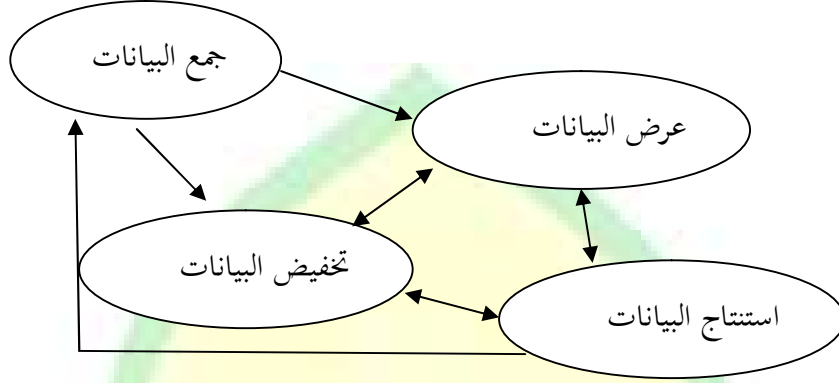 جمع البيانات
عرض البيانات
تخفيض البيانات
استنتاج البيانات